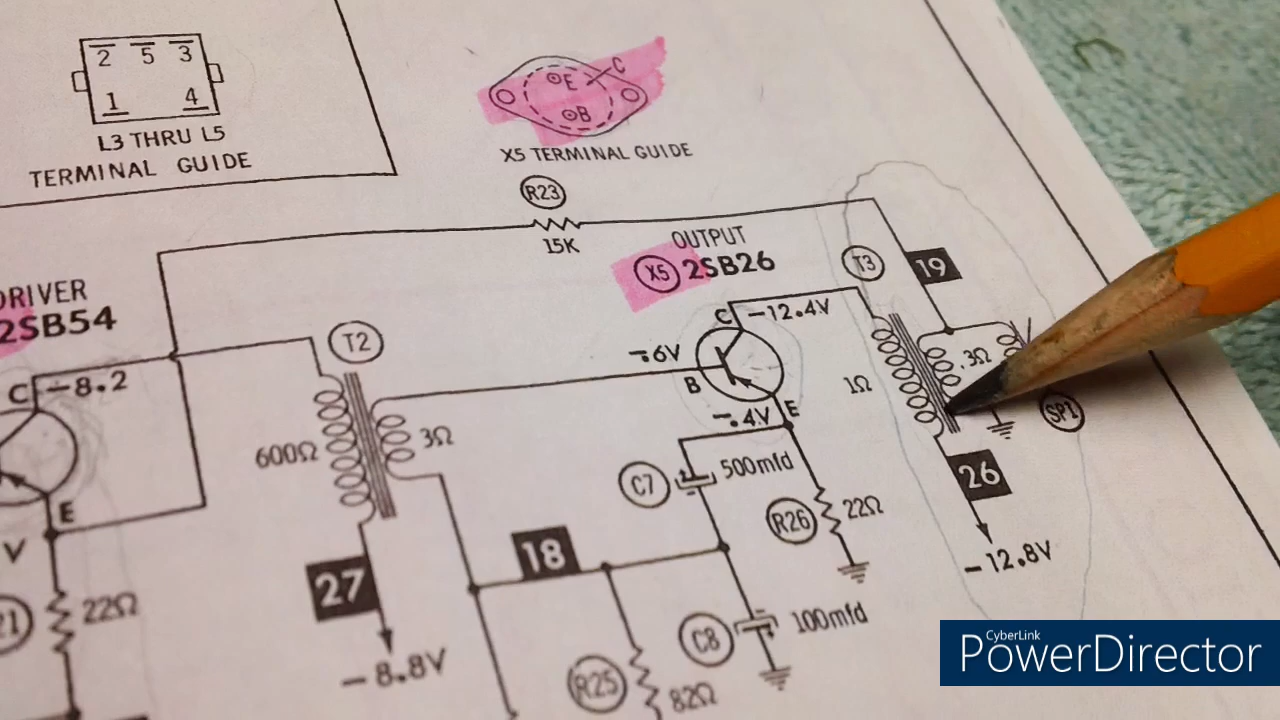 2 5 3
1 4
L3 THRU L5
TERMINAL GUIDE
E C
B
X5 TERMINAL GUIDE
R23
15K
OUTPUT
X5 2SB26
T3
19
DRIVER
2SB54
T2
C -8.2
C -12.4V
-.6V
B
-.4V
E
1Ω
.3Ω
SP1
600Ω
3Ω
C7
500mfd
R26
22Ω
26
-12.8V
E
V
18
27
22Ω
-8.8V
C8
100mfd
R25
82Ω
CyberLink
PowerDirector